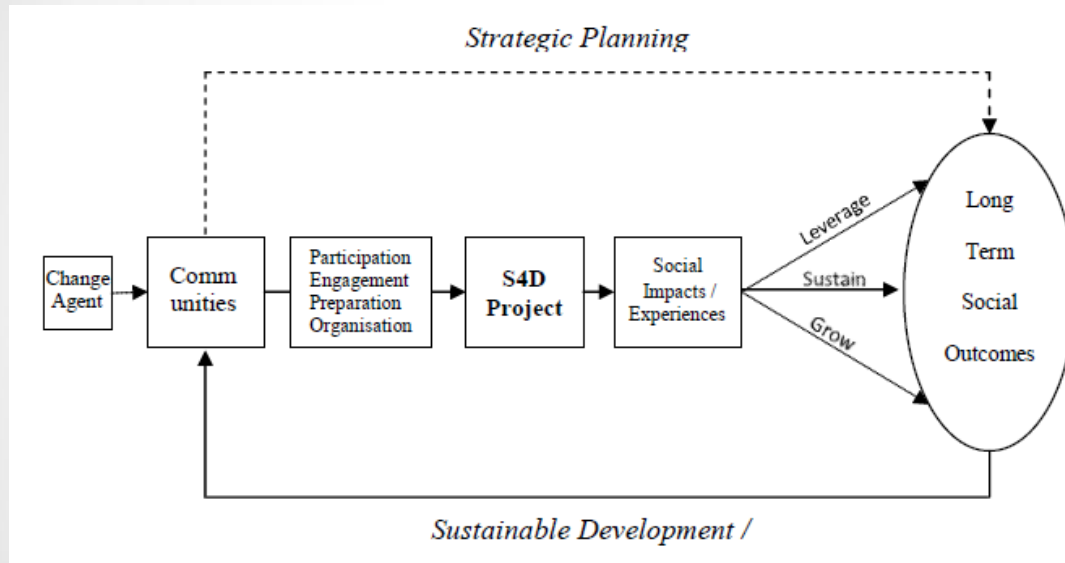 Strategic Planning
Change
Agent
Comm
unities
Participation
Engagement
Preparation
Organisation
S4D
Project
Social
Impacts /
Experiences
Leverage
Sustain
Grow
Long
Term
Social
Outcomes
Sustainable Development /